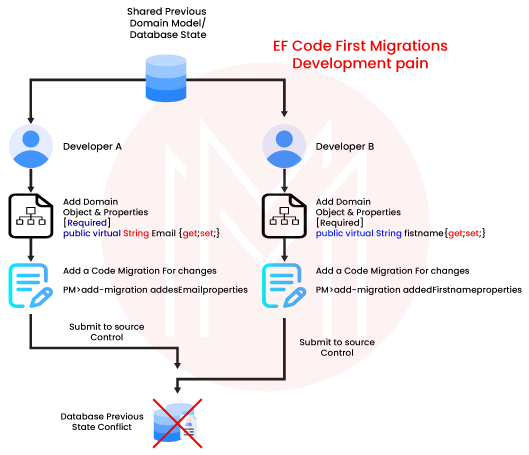 Shared Previous
Domain Model/
Database State
EF Code First Migrations
Development pain
Developer A
Developer B
Add Domain
Object & Properties
[Required]
public virtual String Email {get;set;}
Add Domain
Object & Properties
[Required]
public virtual String fistname{get;set;}
Add a Code Migration For changes
PM>add-migration addesEmailproperties
Add a Code Migration For changes
PM>add-migration addedFirstnameproperties
Submit to source
Control
Submit to source
Control
Database Previous
State Conflict